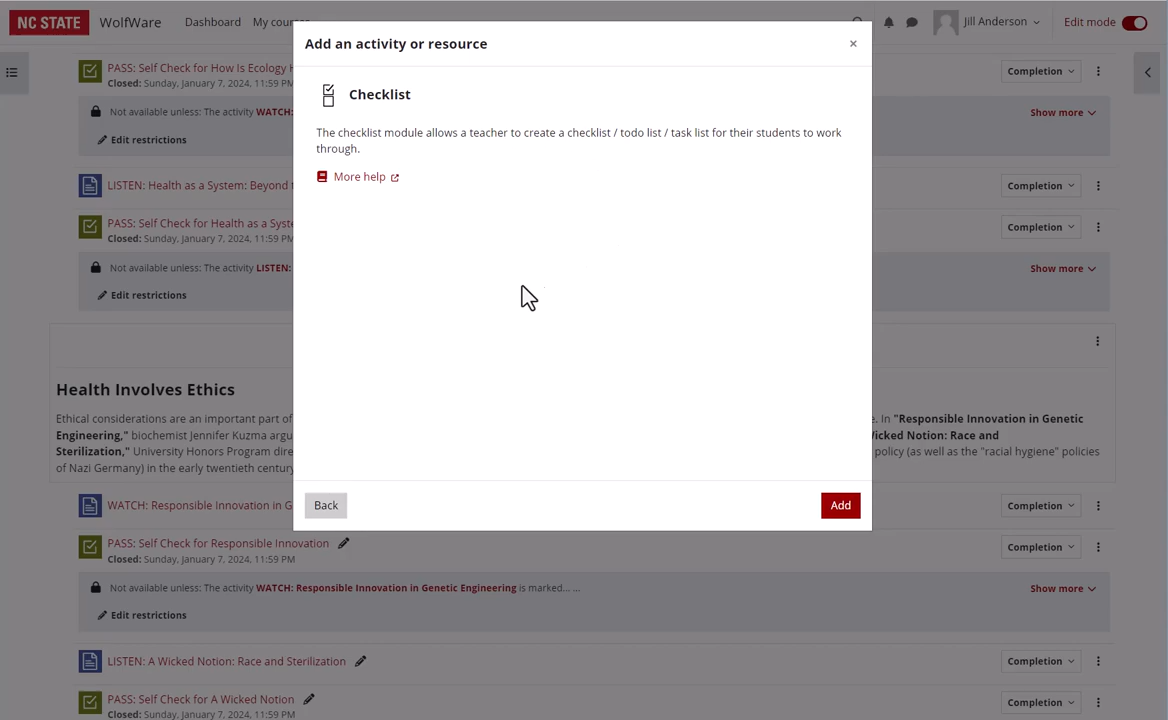 NC STATE WolfWare Dashboard My cours Jill Anderson Edit mode
Add an activity or resource ×
Checklist
The checklist module allows a teacher to create a checklist / todo list / task list for their students to work
through.
More help
Back Add
PASS: Self Check for How Is Ecology Completion
Closed: Sunday, January 7, 2024, 11:59 PM
Not available unless: The activity WATCH: Show more
Edit restrictions
LISTEN: Health as a System: Beyond Completion
PASS: Self Check for Health as a Syste Completion
Closed: Sunday, January 7, 2024, 11:59 PM
Not available unless: The activity LISTEN: Show more
Edit restrictions
Health Involves Ethics
Ethical considerations are an important part of e. In "Responsible Innovation in Genetic
Engineering," biochemist Jennifer Kuzma argu Wicked Notion: Race and
Sterilization," University Honors Program dire policy (as well as the "racial hygiene" policies
of Nazi Germany) in the early twentieth century
WATCH: Responsible Innovation in G Completion
PASS: Self Check for Responsible Innovation Completion
Closed: Sunday, January 7, 2024, 11:59 PM
Not available unless: The activity WATCH: Responsible Innovation in Genetic Engineering is marked... ... Show more
Edit restrictions
LISTEN: A Wicked Notion: Race and Sterilization Completion
PASS: Self Check for A Wicked Notion Completion
Closed: Sunday, January 7, 2024, 11:59 PM